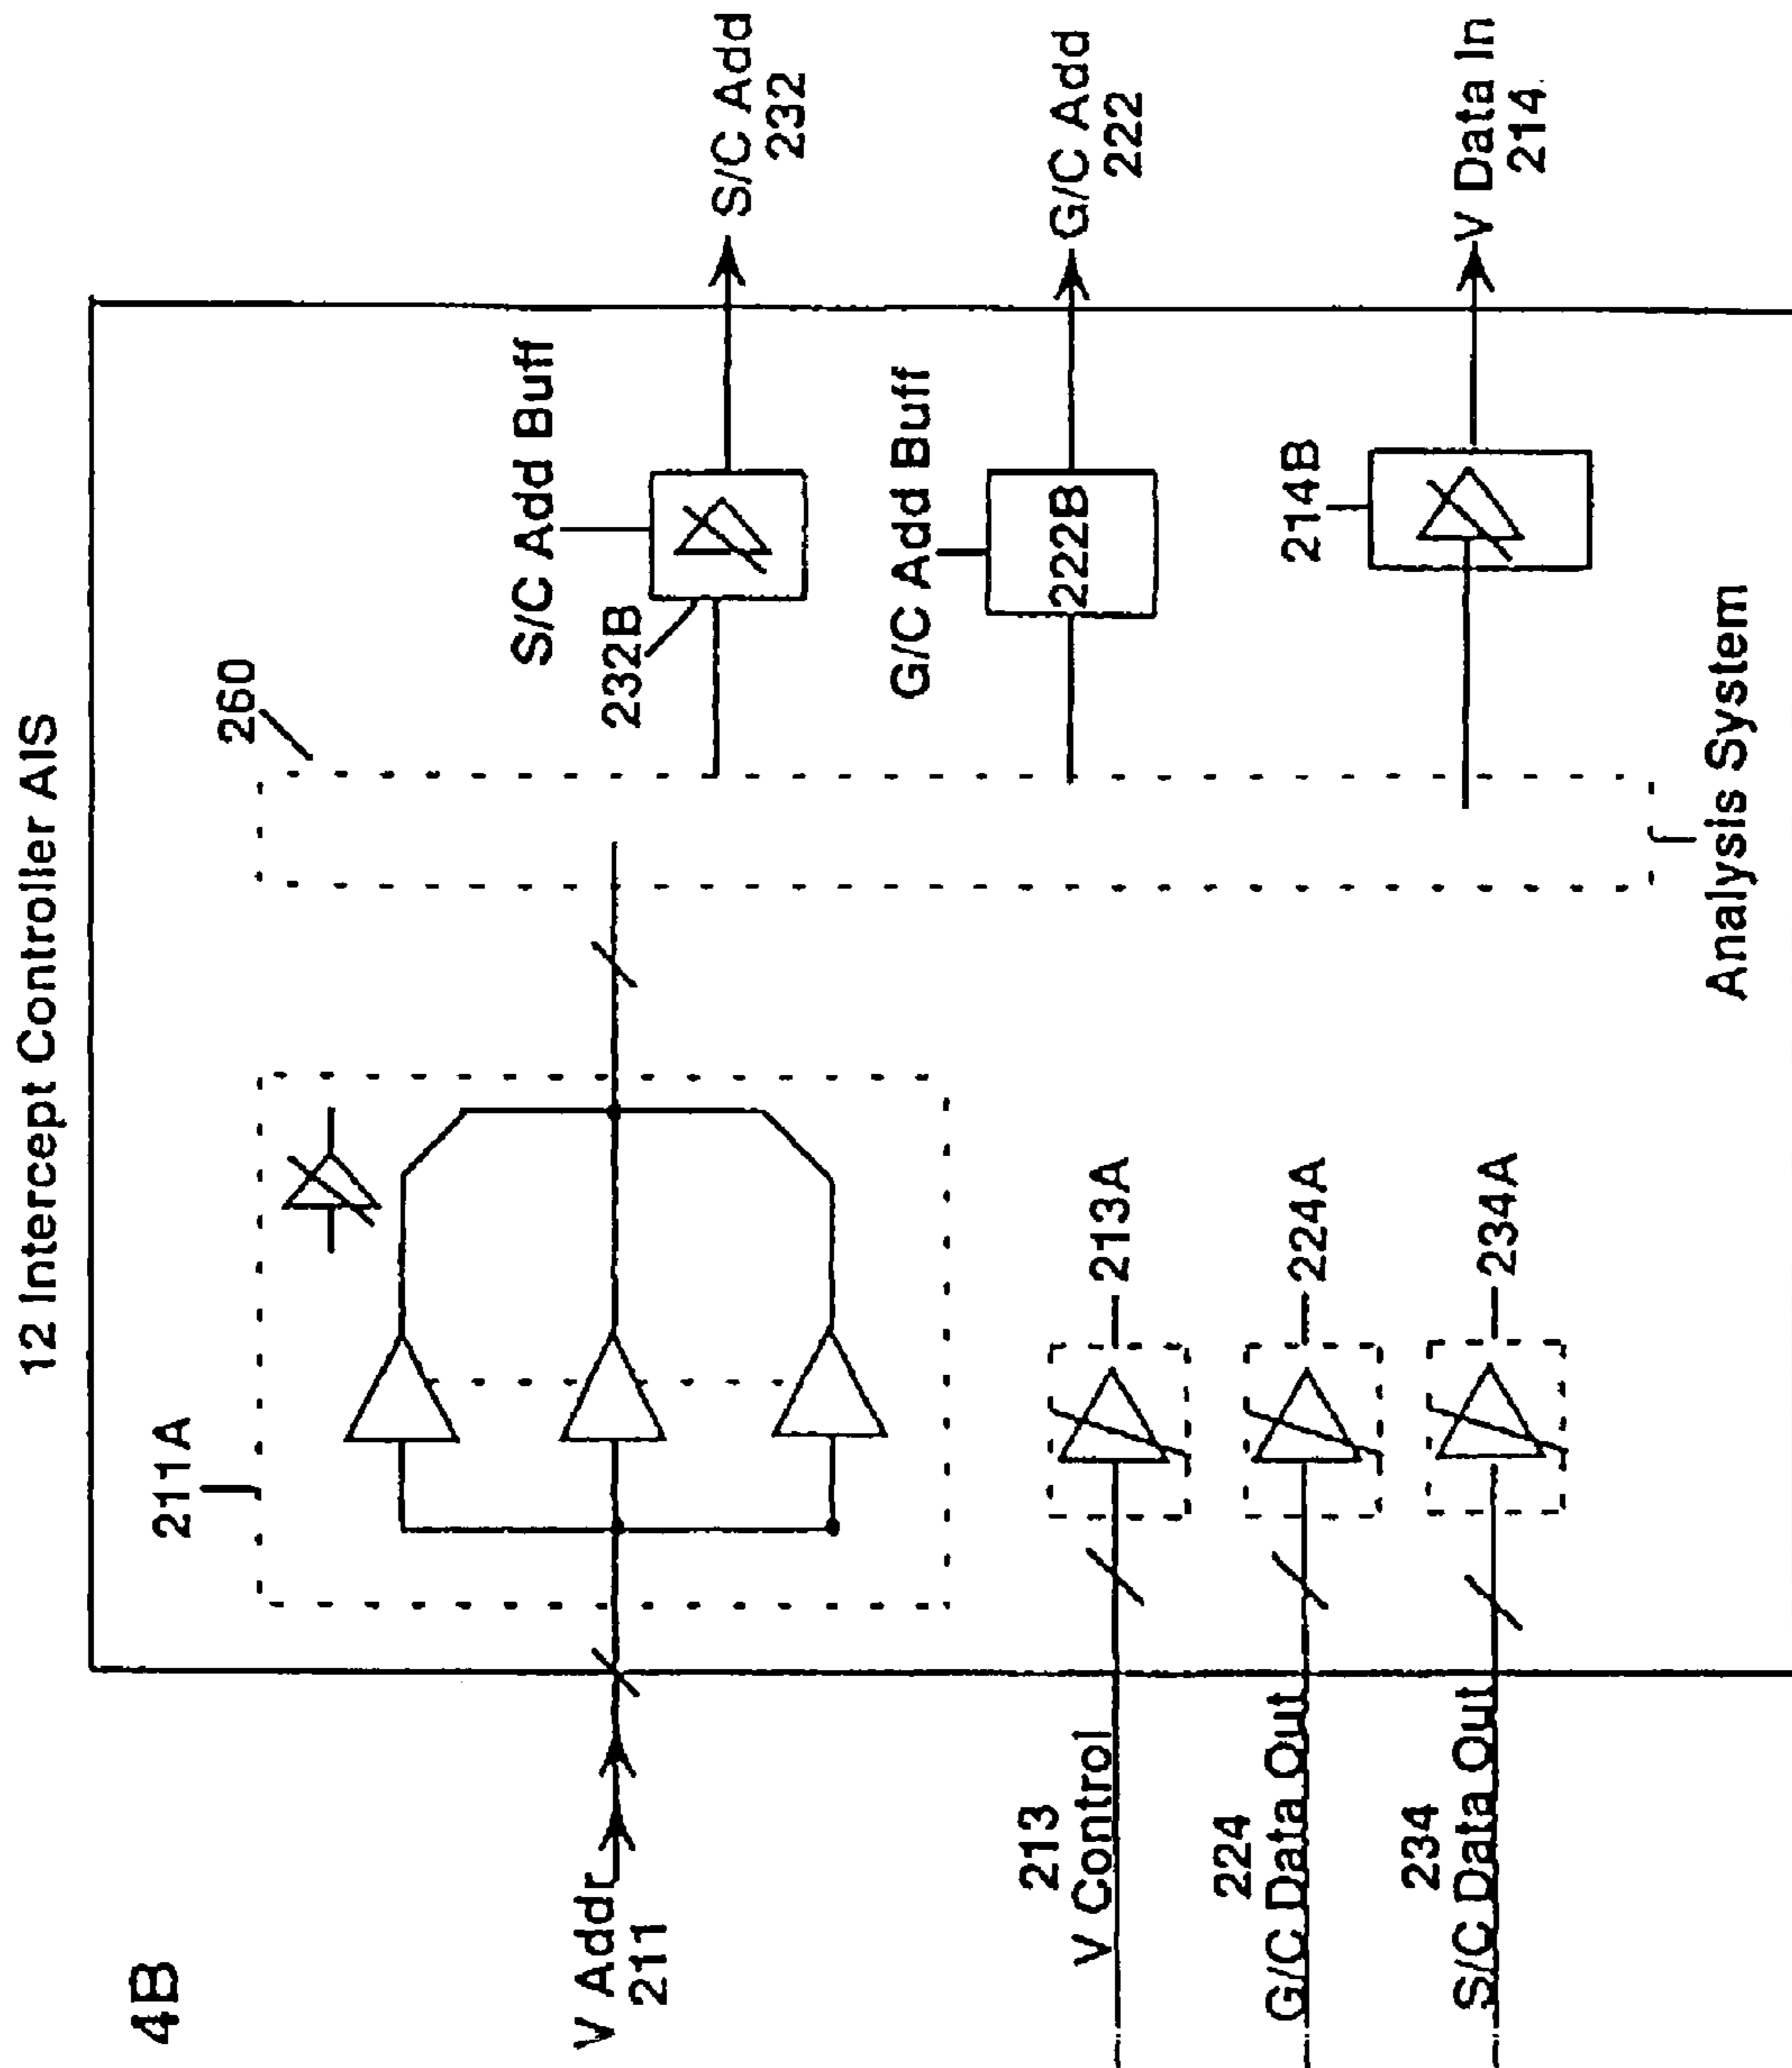 12 Intercept Controller AIS
4B
211A
260
V Addr
211
S/C Add Buff
232B
S/C Add
232
G/C Add Buff
222B
G/C Add
222
213
V Control
213A
224
G/C Data Out
224A
234
S/C Data Out
234A
214B
V Data In
214
Analysis System